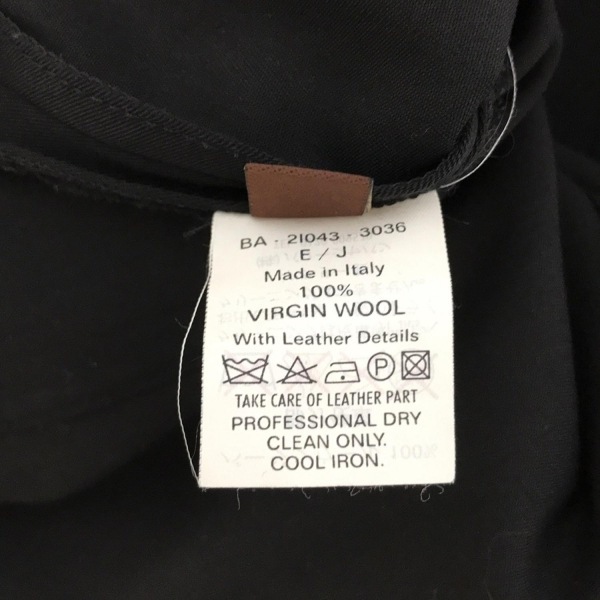 BA - 21043 - 3036
E / J
Made in Italy
100%
VIRGIN WOOL
With Leather Details
P
TAKE CARE OF LEATHER PART
PROFESSIONAL DRY
CLEAN ONLY.
COOL IRON.